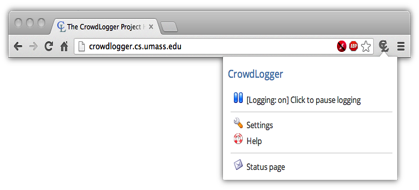 The CrowdLogger Project
crowdlogger.cs.umass.edu
CrowdLogger
[Logging: on] Click to pause logging
Settings
Help
Status page